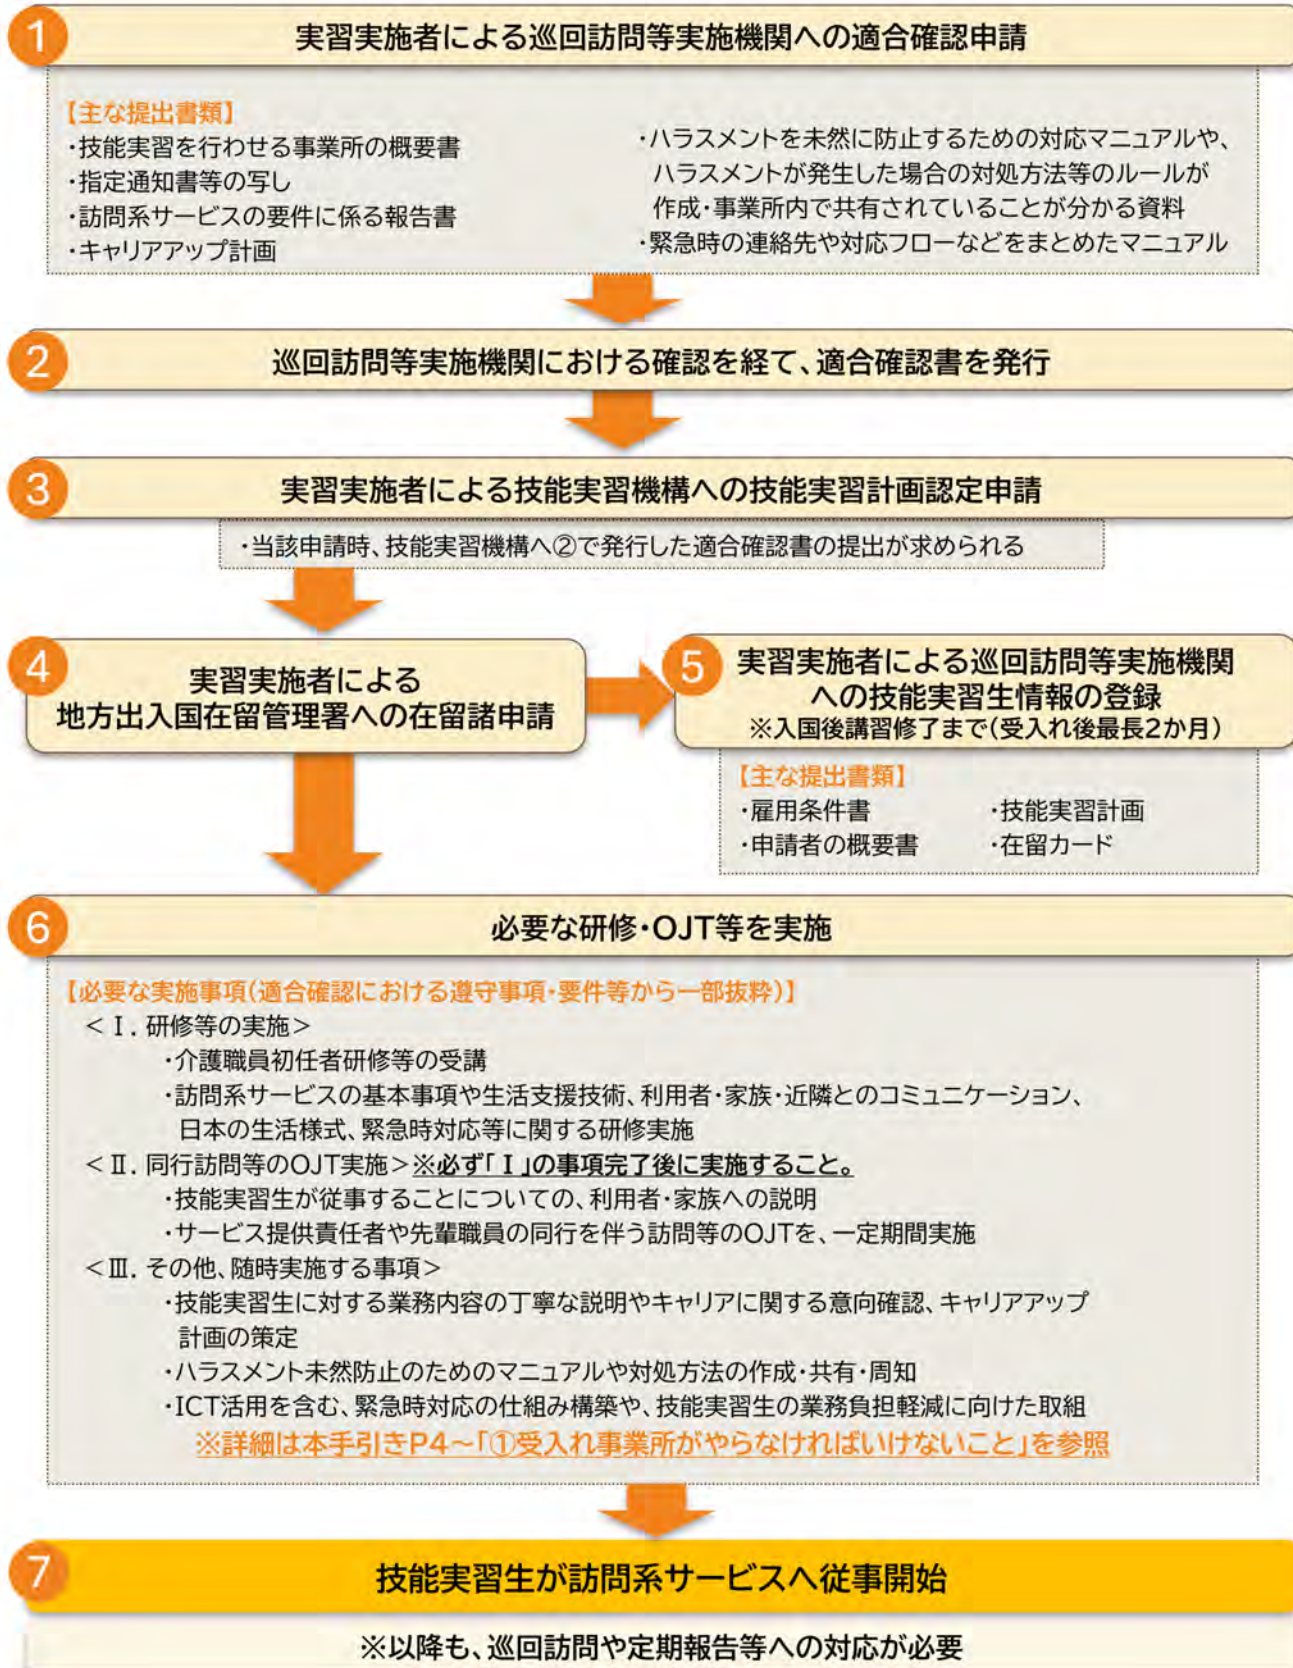 1
実習実施者による巡回訪問等実施機関への適合確認申請
【主な提出書類】
・技能実習を行わせる事業所の概要書
・指定通知書等の写し
・訪問系サービスの要件に係る報告書
・キャリアアップ計画
・ハラスメントを未然に防止するための対応マニュアルや、
ハラスメントが発生した場合の対処方法等のルールが
作成・事業所内で共有されていることが分かる資料
・緊急時の連絡先や対応フローなどをまとめたマニュアル
2
巡回訪問等実施機関における確認を経て、適合確認書を発行
3
実習実施者による技能実習機構への技能実習計画認定申請
・当該申請時、技能実習機構へ②で発行した適合確認書の提出が求められる
4
実習実施者による
地方出入国在留管理署への在留諸申請
5
実習実施者による巡回訪問等実施機関
への技能実習生情報の登録
※入国後講習修了まで(受入れ後最長2か月)
【主な提出書類】
・雇用条件書 ・技能実習計画
・申請者の概要書 ・在留カード
6
必要な研修・OJT等を実施
【必要な実施事項(適合確認における遵守事項・要件等から一部抜粋)】
＜Ⅰ. 研修等の実施＞
・介護職員初任者研修等の受講
・訪問系サービスの基本事項や生活支援技術、利用者・家族・近隣とのコミュニケーション、
日本の生活様式、緊急時対応等に関する研修実施
＜Ⅱ. 同行訪問等のOJT実施＞※必ず「Ⅰ」の事項完了後に実施すること。
・技能実習生が従事することについての、利用者・家族への説明
・サービス提供責任者や先輩職員の同行を伴う訪問等のOJTを、一定期間実施
＜Ⅲ. その他、随時実施する事項＞
・技能実習生に対する業務内容の丁寧な説明やキャリアに関する意向確認、キャリアアップ
計画の策定
・ハラスメント未然防止のためのマニュアルや対処方法の作成・共有・周知
・ICT活用を含む、緊急時対応の仕組み構築や、技能実習生の業務負担軽減に向けた取組
※詳細は本手引きP4～「①受入れ事業所がやらなければいけないこと」を参照
7
技能実習生が訪問系サービスへ従事開始
※以降も、巡回訪問や定期報告等への対応が必要